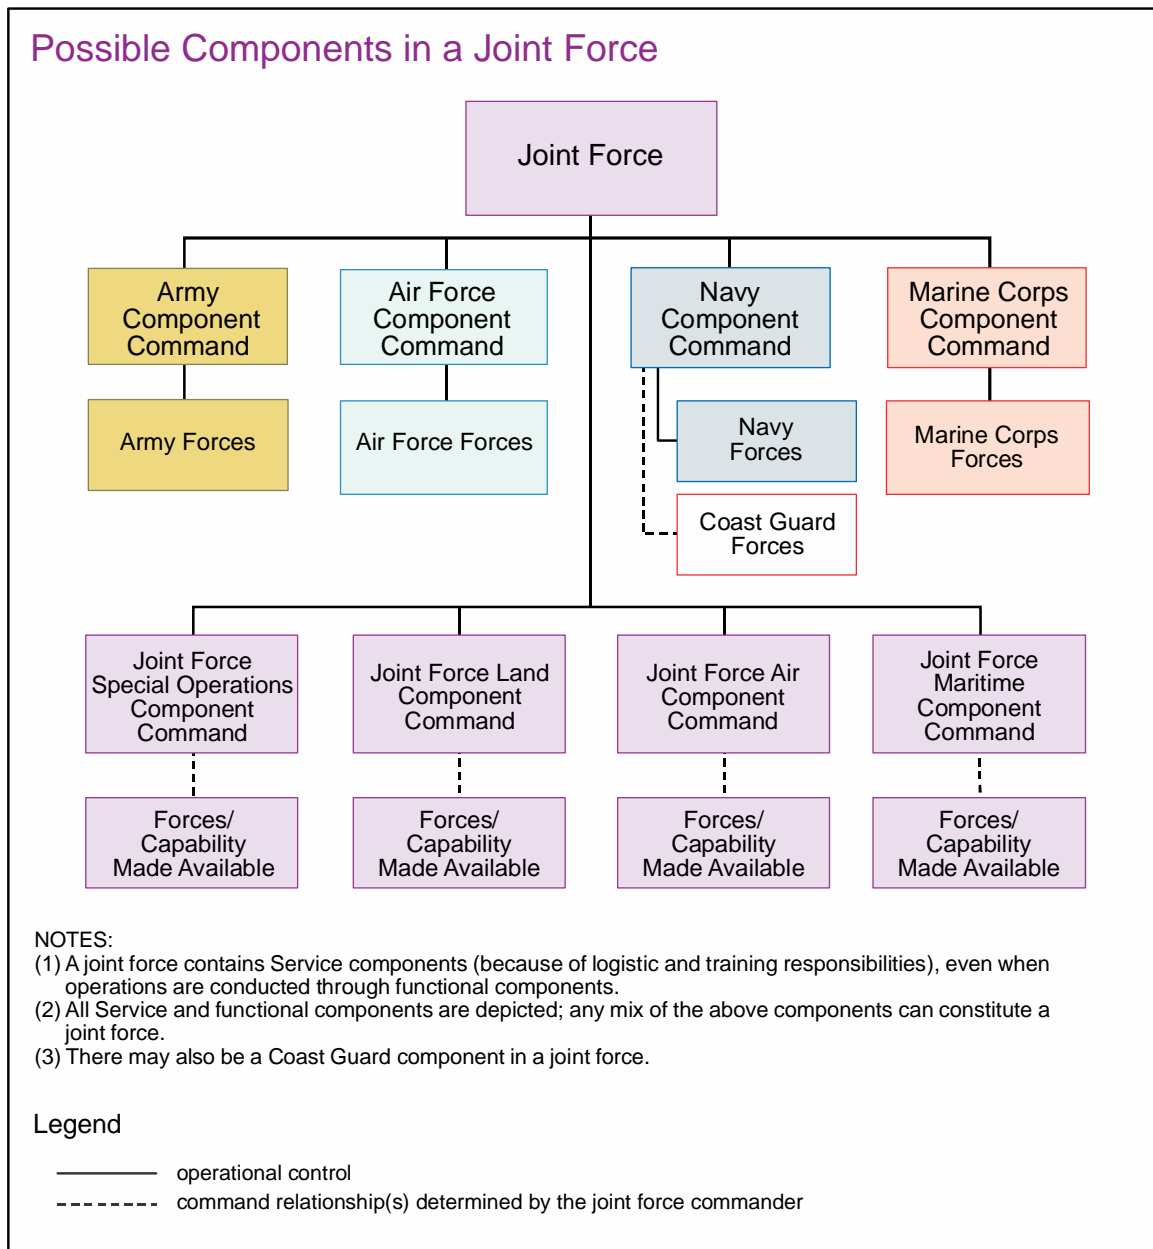 Possible Components in a Joint Force
Joint Force
Army
Component
Command
Air Force
Component
Command
Navy
Component
Command
Marine Corps
Component
Command
Army Forces
Air Force Forces
Navy
Forces
Marine Corps
Forces
Coast Guard
Forces
Joint Force
Special Operations
Component
Command
Joint Force Land
Component
Command
Joint Force Air
Component
Command
Joint Force
Maritime
Component
Command
Forces/
Capability
Made Available
Forces/
Capability
Made Available
Forces/
Capability
Made Available
Forces/
Capability
Made Available
NOTES:
(1) A joint force contains Service components (because of logistic and training responsibilities), even when
operations are conducted through functional components.
(2) All Service and functional components are depicted; any mix of the above components can constitute a
joint force.
(3) There may also be a Coast Guard component in a joint force.
Legend
operational control
command relationship(s) determined by the joint force commander